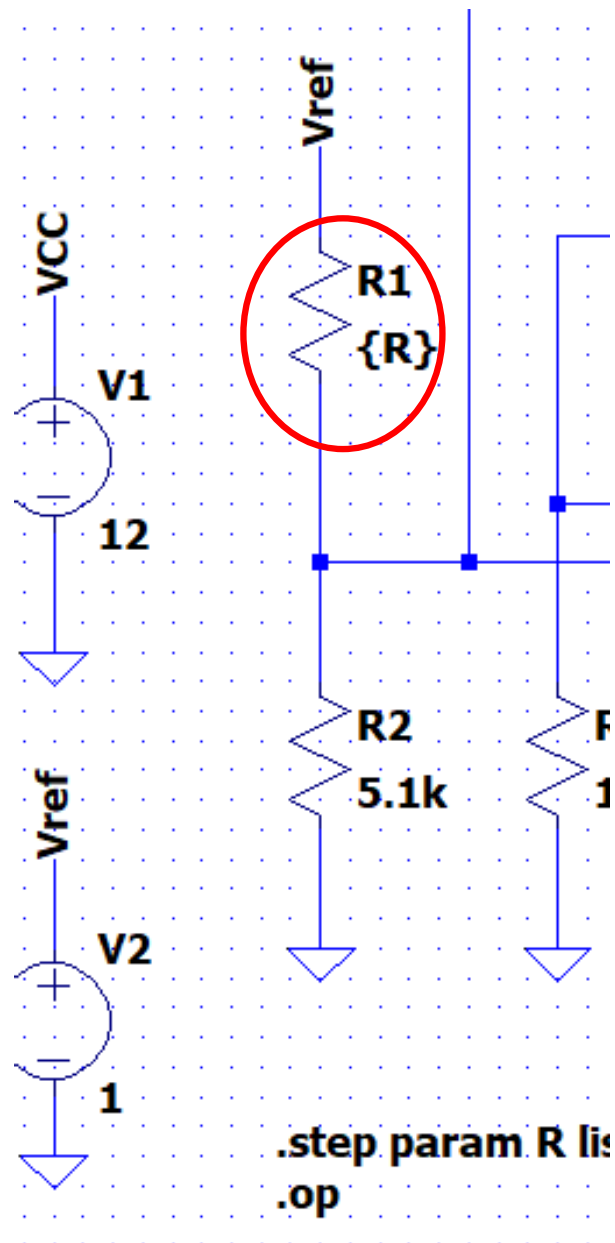 Vref
VCC
R1
{R}
V1
12
R2
5.1k
Vref
V2
1
.step param R
.op